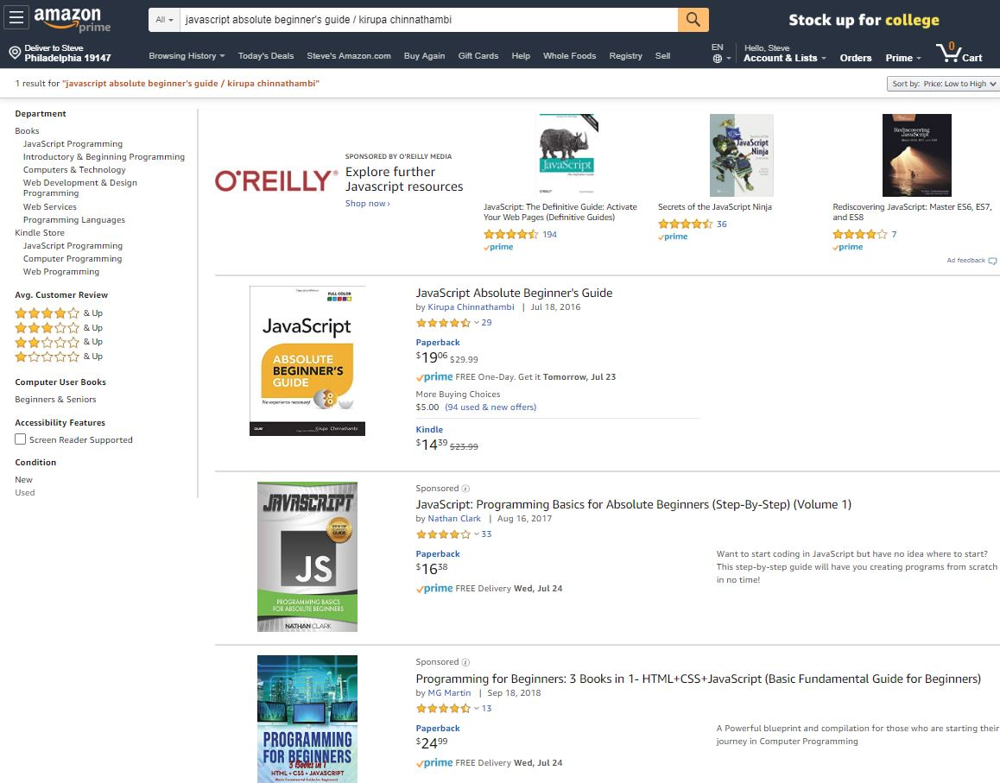 amazon
prime
All
javascript absolute beginner's guide / kirupa chinnathambi
Stock up for college
Deliver to Steve
Philadelphia 19147
Browsing History
Today's Deals
Steve's Amazon.com
Buy Again
Gift Cards
Help
Whole Foods
Registry
Sell
EN
Hello, Steve
Account & Lists
Orders
Prime
0
Cart
1 result for "javascript absolute beginner's guide / kirupa chinnathambi"
Sort by: Price: Low to High
Department
Books
JavaScript Programming
Introductory & Beginning Programming
Computers & Technology
Web Development & Design
Programming
Web Services
Programming Languages
Kindle Store
JavaScript Programming
Computer Programming
Web Programming
Avg. Customer Review
& Up
& Up
& Up
& Up
Computer User Books
Beginners & Seniors
Accessibility Features
Screen Reader Supported
Condition
New
Used
O'REILLY®
SPONSORED BY O'REILLY MEDIA
Explore further
Javascript resources
Shop now ›
JavaScript
O'REILLY
JavaScript: The Definitive Guide: Activate
Your Web Pages (Definitive Guides)
194
prime
JavaScript
Ninja
Secrets of the JavaScript Ninja
36
prime
Rediscovering
JavaScript
Rediscovering JavaScript: Master ES6, ES7,
and ES8
7
prime
Ad feedback
FULL COLOR
JavaScript
ABSOLUTE
BEGINNER'S
GUIDE
No experience necessary!
que
Kirupa Chinnathambi
JavaScript Absolute Beginner's Guide
by Kirupa Chinnathambi | Jul 18, 2016
29
Paperback
$19.06 $29.99
prime FREE One-Day. Get it Tomorrow, Jul 23
More Buying Choices
$5.00 (94 used & new offers)
Kindle
$14.39 $23.99
JAVASCRIPT
STEP-BY-STEP
GUIDE
JS
PROGRAMMING BASICS
FOR ABSOLUTE BEGINNERS
NATHAN CLARK
Sponsored
JavaScript: Programming Basics for Absolute Beginners (Step-By-Step) (Volume 1)
by Nathan Clark | Aug 16, 2017
33
Paperback
$16.38
prime FREE Delivery Wed, Jul 24
Want to start coding in JavaScript but have no idea where to start?
This step-by-step guide will have you creating programs from scratch
in no time!
PROGRAMMING
FOR BEGINNERS
3 Books in 1
HTML + CSS + JAVASCRIPT
(Basic Fundamental Guide for Beginners)
Sponsored
Programming for Beginners: 3 Books in 1- HTML+CSS+JavaScript (Basic Fundamental Guide for Beginners)
by MG Martin | Sep 18, 2018
13
Paperback
$24.99
prime FREE Delivery Wed, Jul 24
A Powerful blueprint and compilation for those who are starting their
journey in Computer Programming